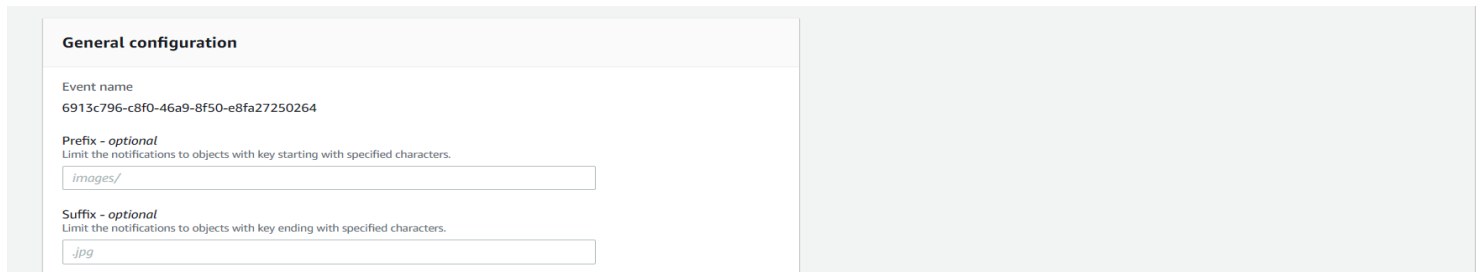 General configuration
Event name
6913c796-c8f0-46a9-8f50-e8fa27250264
Prefix - optional
Limit the notifications to objects with key starting with specified characters.
images/
Suffix - optional
Limit the notifications to objects with key ending with specified characters.
.jpg